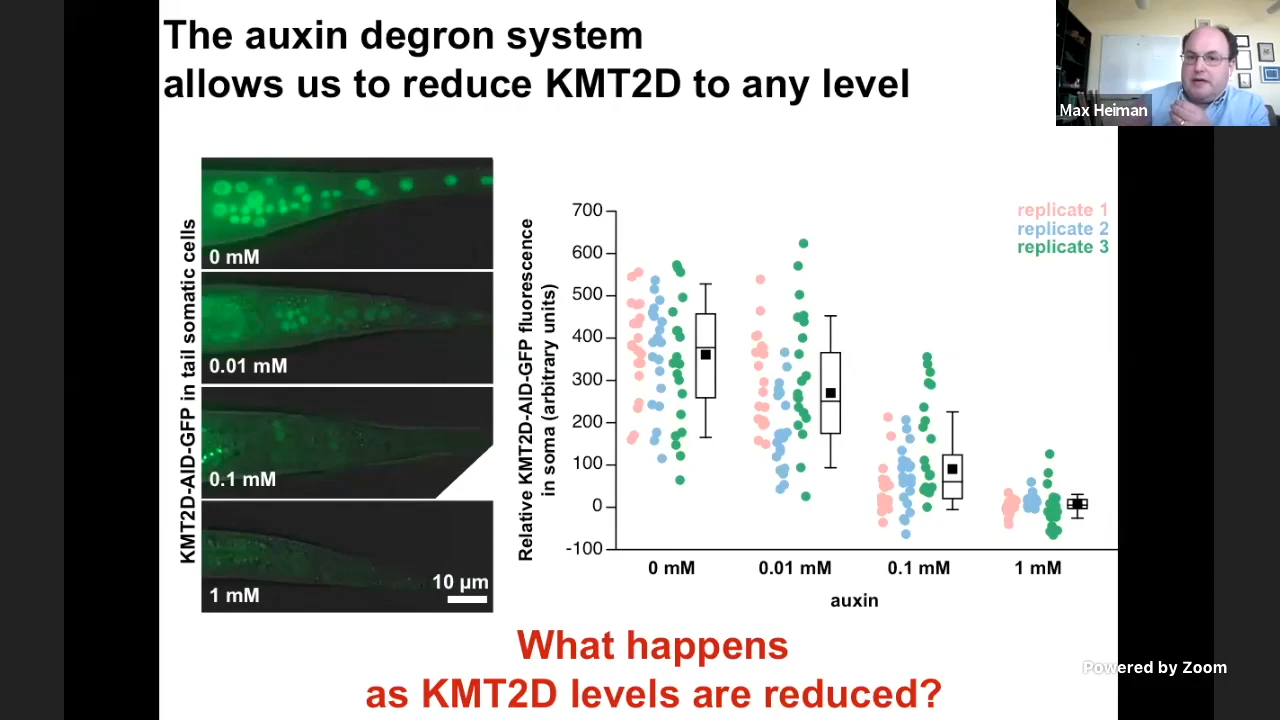 The auxin degron system
allows us to reduce KMT2D to any level
Max Heiman
KMT2D-AID-GFP in tail somatic cells
0 mM
0.01 mM
0.1 mM
1 mM
10 µm
Relative KMT2D-AID-GFP fluorescence
in soma (arbitrary units)
700
600
500
400
300
200
100
0
-100
replicate 1
replicate 2
replicate 3
0 mM
0.01 mM
0.1 mM
1 mM
auxin
What happens
as KMT2D levels are reduced?
Powered by Zoom